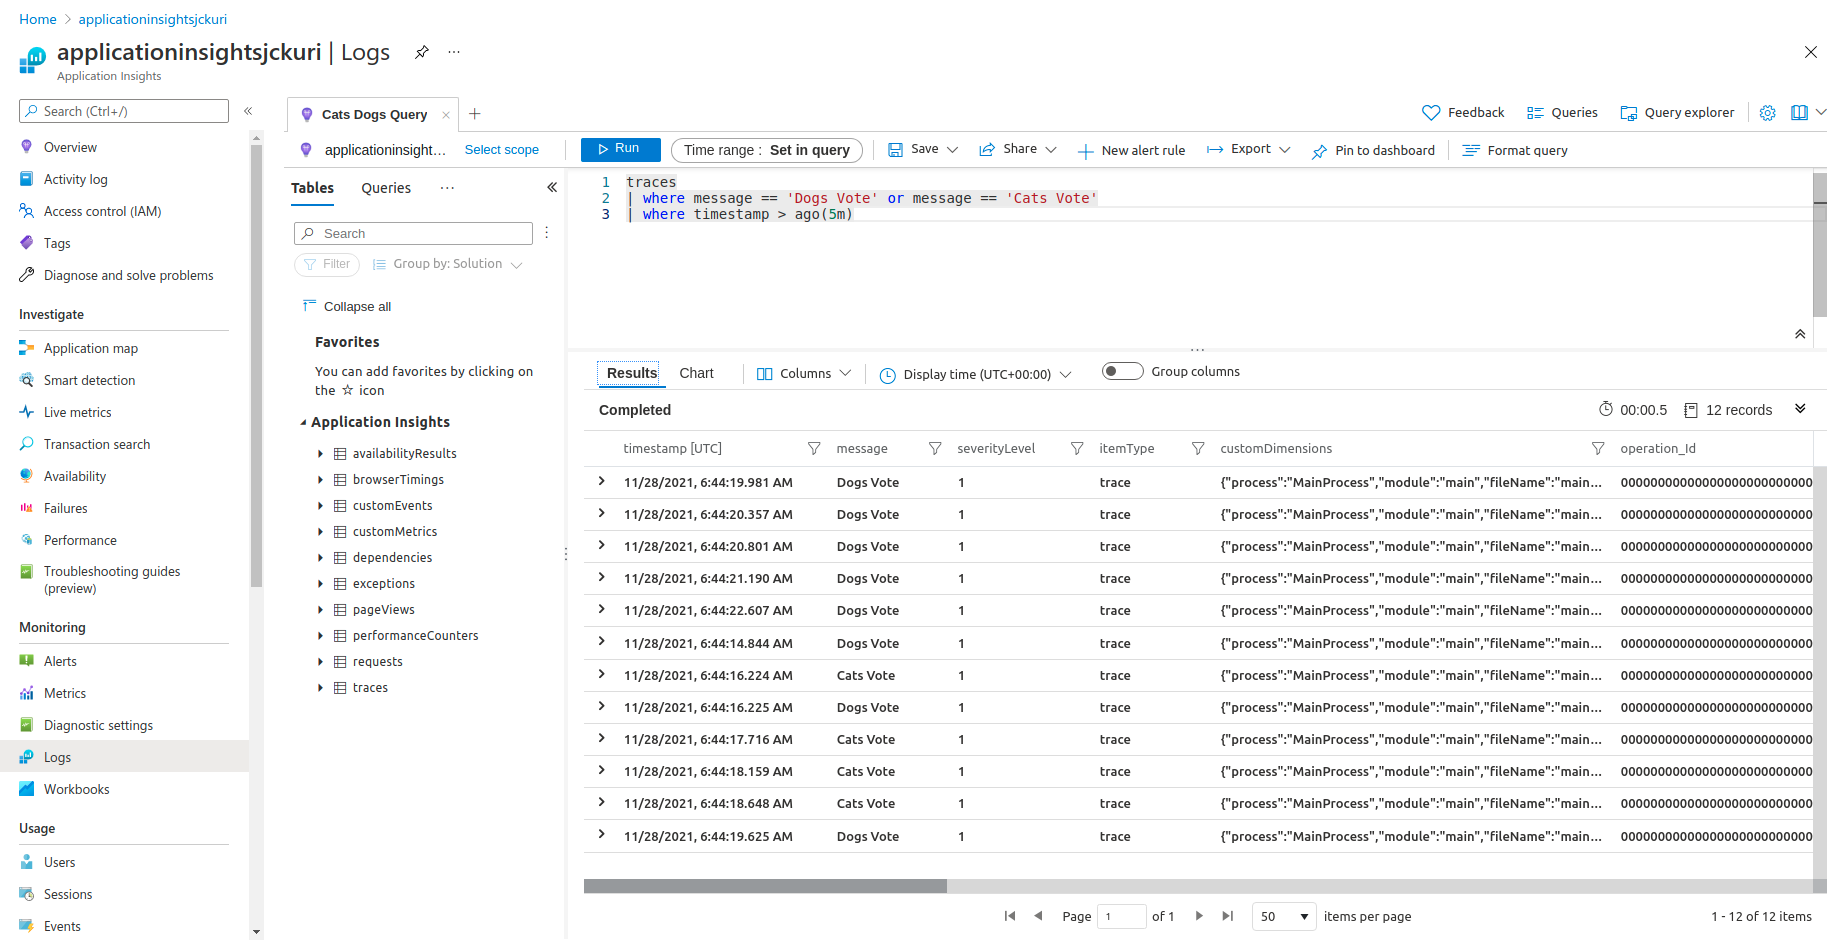 Home > applicationinsightsjckuri
applicationinsightsjckuri | Logs ...
Application Insights
Search (Ctrl+/)
Overview
Activity log
Access control (IAM)
Tags
Diagnose and solve problems
Investigate
Application map
Smart detection
Live metrics
Transaction search
Availability
Failures
Performance
Troubleshooting guides
(preview)
Monitoring
Alerts
Metrics
Diagnostic settings
Logs
Workbooks
Usage
Users
Sessions
Events
Cats Dogs Query
Feedback Queries Query explorer
applicationinsight... Select scope
Run Time range : Set in query Save Share New alert rule Export Pin to dashboard Format query
Tables Queries ...
Search
Filter Group by: Solution
Collapse all
Favorites
You can add favorites by clicking on
the ☆ icon
Application Insights
availabilityResults
browserTimings
customEvents
customMetrics
dependencies
exceptions
pageViews
performanceCounters
requests
traces
1 traces
2 | where message == 'Dogs Vote' or message == 'Cats Vote'
3 | where timestamp > ago(5m)
Results Chart Columns Display time (UTC+00:00) Group columns
Completed 00:00.5 12 records
timestamp [UTC] message severityLevel itemType customDimensions operation_Id
11/28/2021, 6:44:19.981 AM Dogs Vote 1 trace {"process":"MainProcess","module":"main","fileName":"main... 00000000000000000000000000
11/28/2021, 6:44:20.357 AM Dogs Vote 1 trace {"process":"MainProcess","module":"main","fileName":"main... 00000000000000000000000000
11/28/2021, 6:44:20.801 AM Dogs Vote 1 trace {"process":"MainProcess","module":"main","fileName":"main... 00000000000000000000000000
11/28/2021, 6:44:21.190 AM Dogs Vote 1 trace {"process":"MainProcess","module":"main","fileName":"main... 00000000000000000000000000
11/28/2021, 6:44:22.607 AM Dogs Vote 1 trace {"process":"MainProcess","module":"main","fileName":"main... 00000000000000000000000000
11/28/2021, 6:44:14.844 AM Dogs Vote 1 trace {"process":"MainProcess","module":"main","fileName":"main... 00000000000000000000000000
11/28/2021, 6:44:16.224 AM Cats Vote 1 trace {"process":"MainProcess","module":"main","fileName":"main... 00000000000000000000000000
11/28/2021, 6:44:16.225 AM Dogs Vote 1 trace {"process":"MainProcess","module":"main","fileName":"main... 00000000000000000000000000
11/28/2021, 6:44:17.716 AM Cats Vote 1 trace {"process":"MainProcess","module":"main","fileName":"main... 00000000000000000000000000
11/28/2021, 6:44:18.159 AM Cats Vote 1 trace {"process":"MainProcess","module":"main","fileName":"main... 00000000000000000000000000
11/28/2021, 6:44:18.648 AM Cats Vote 1 trace {"process":"MainProcess","module":"main","fileName":"main... 00000000000000000000000000
11/28/2021, 6:44:19.625 AM Dogs Vote 1 trace {"process":"MainProcess","module":"main","fileName":"main... 00000000000000000000000000
Page 1 of 1 50 items per page 1 - 12 of 12 items